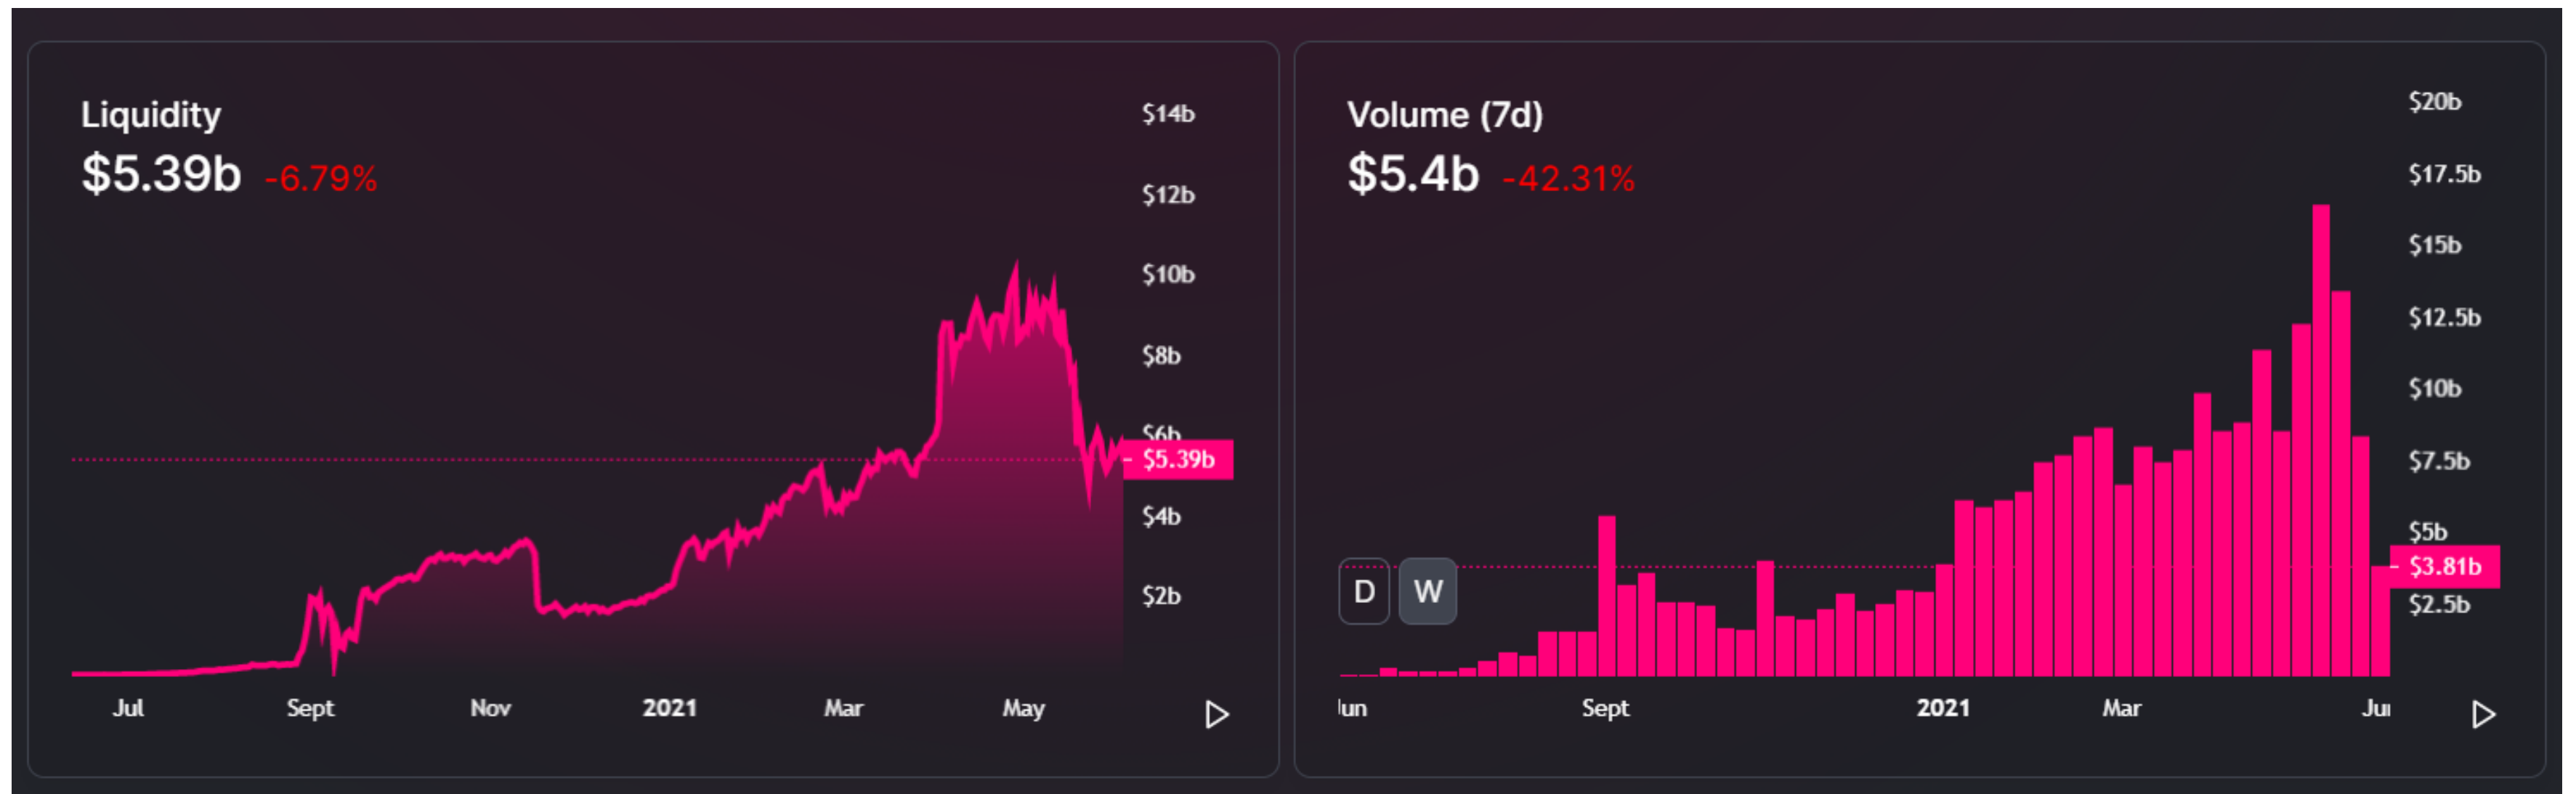 Liquidity
$5.39b -6.79%
$14b
$12b
$10b
$8b
$6b
$5.39b
$4b
$2b
Jul Sept Nov 2021 Mar May
Volume (7d)
$5.4b -42.31%
$20b
$17.5b
$15b
$12.5b
$10b
$7.5b
$5b
$3.81b
$2.5b
D W
Jun Sept 2021 Mar Jun